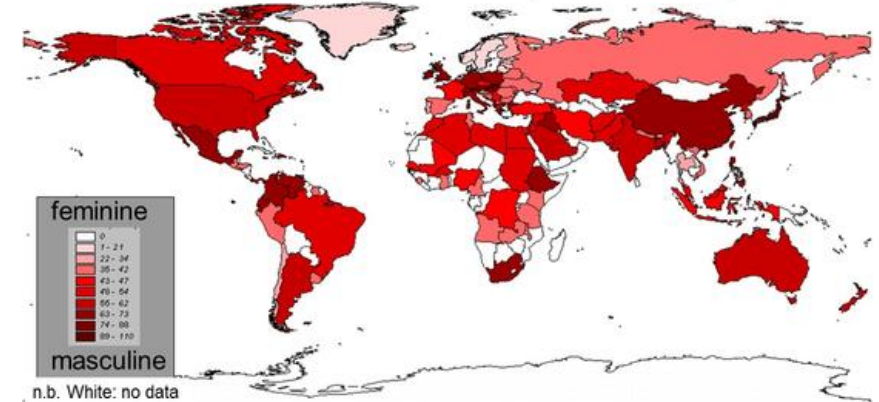 feminine
0
1 - 21
22 - 34
35 - 42
43 - 47
48 - 54
55 - 62
63 - 73
74 - 88
89 - 110
masculine
n.b. White: no data